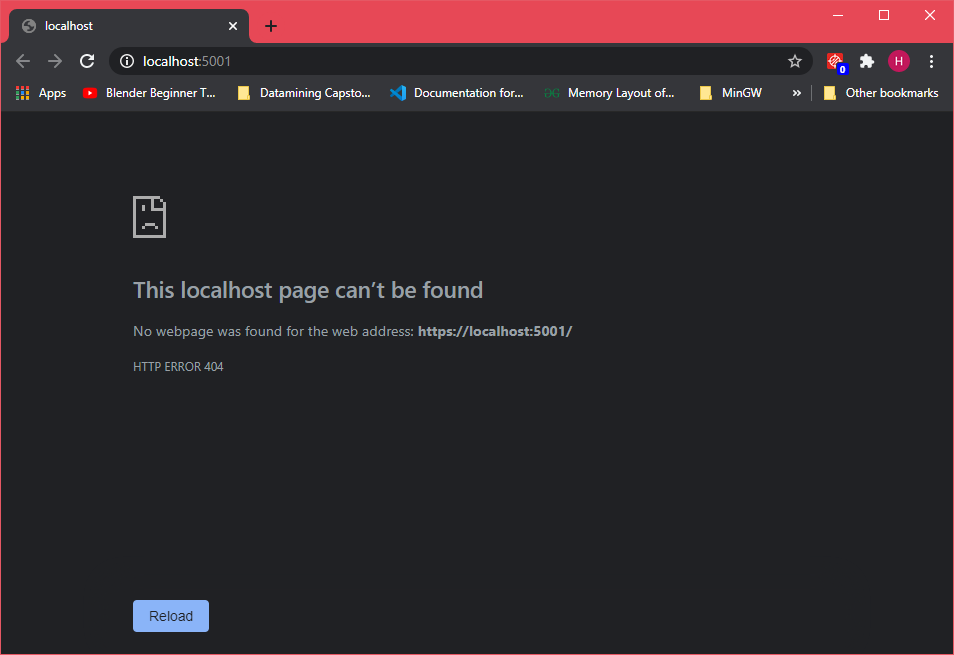 localhost
localhost:5001
0
H
Apps
Blender Beginner T...
Datamining Capsto...
Documentation for...
Memory Layout of...
MinGW
»
Other bookmarks
This localhost page can’t be found
No webpage was found for the web address: https://localhost:5001/
HTTP ERROR 404
Reload